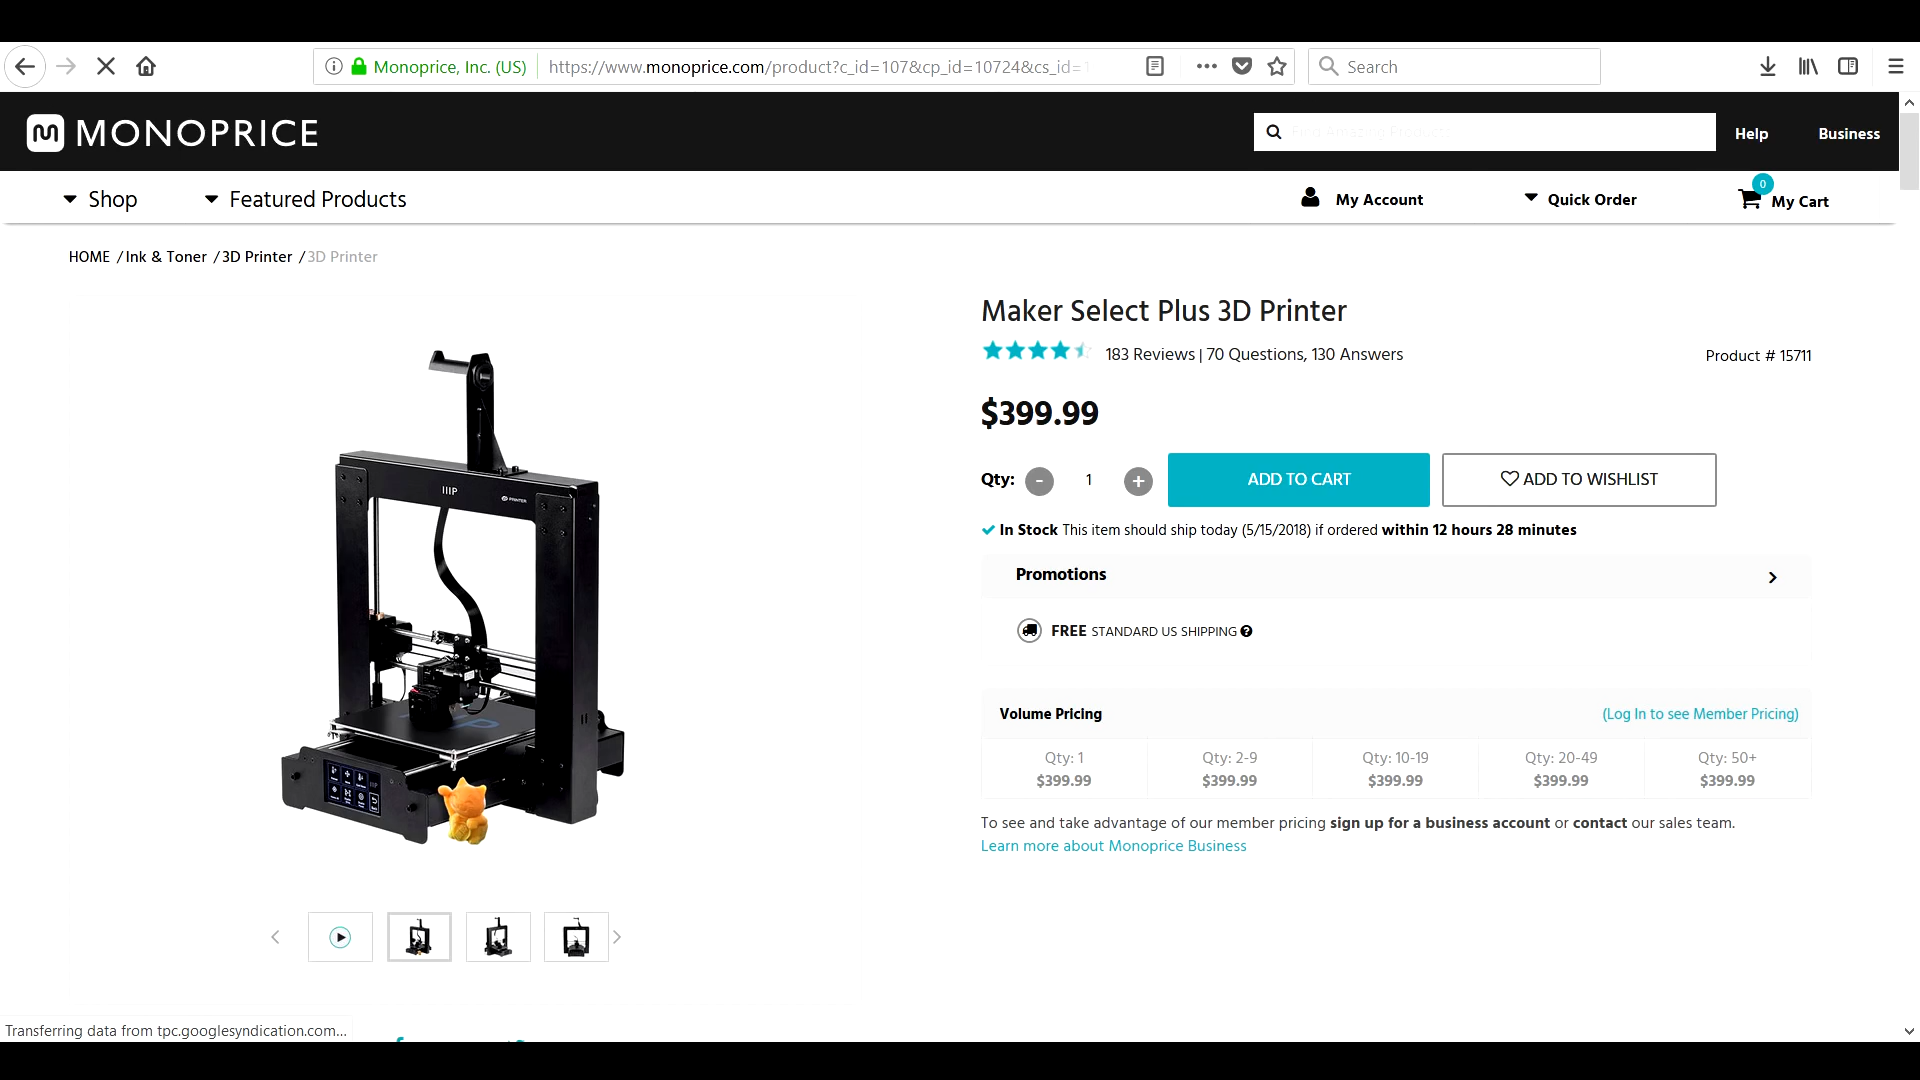 Monoprice, Inc. (US)
https://www.monoprice.com/product?c_id=107&cp_id=10724&cs_id=1
Search
MONOPRICE
Help
Business
Shop
Featured Products
My Account
Quick Order
0
My Cart
HOME / Ink & Toner / 3D Printer / 3D Printer
Maker Select Plus 3D Printer
183 Reviews | 70 Questions, 130 Answers
Product # 15711
$399.99
Qty: - 1 +
ADD TO CART
ADD TO WISHLIST
In Stock This item should ship today (5/15/2018) if ordered within 12 hours 28 minutes
Promotions
FREE STANDARD US SHIPPING
Volume Pricing
(Log In to see Member Pricing)
Qty: 1 Qty: 2-9 Qty: 10-19 Qty: 20-49 Qty: 50+
$399.99 $399.99 $399.99 $399.99 $399.99
To see and take advantage of our member pricing sign up for a business account or contact our sales team.
Learn more about Monoprice Business
IIIP
PRINTER
Transferring data from tpc.googlesyndication.com...